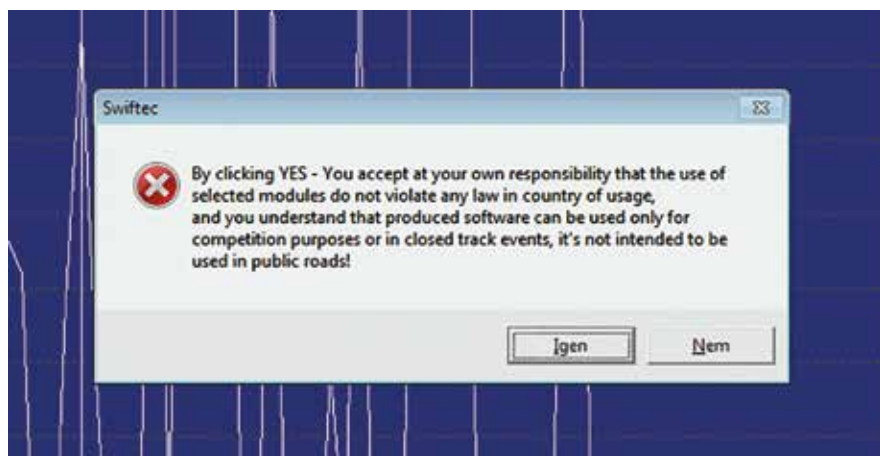 Swiftec
By clicking YES - You accept at your own responsibility that the use of
selected modules do not violate any law in country of usage,
and you understand that produced software can be used only for
competition purposes or in closed track events, it's not intended to be
used in public roads!
Igen
Nem